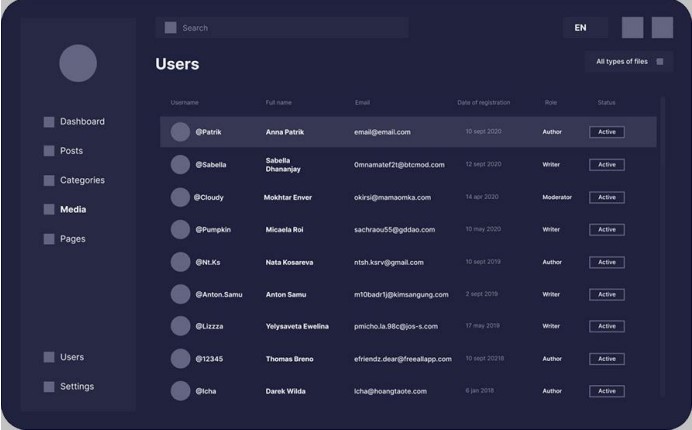 Search
EN
Users
All types of files
Dashboard
Posts
Categories
Media
Pages
Users
Settings
Username Full name Email Date of registration Role Status
@Patrik Anna Patrik email@email.com 10 sept 2020 Author Active
@Sabeila Sabella Dhananjay 0mnamatef2t@btcmod.com 12 sept 2020 Writer Active
@Cloudy Mokhtar Enver okirsi@mamaomka.com 14 apr 2020 Moderator Active
@Pumpkin Micaela Roi sachraou55@gddao.com 10 may 2020 Writer Active
@Nt.Ks Nata Kosareva ntsh.ksrv@gmail.com 10 sept 2019 Author Active
@Anton.Samu Anton Samu m10badr1j@kimsangung.com 2 sept 2019 Writer Active
@Lizzza Yelysaveta Ewelina pmicho.la.98c@jos-s.com 17 may 2019 Writer Active
@12345 Thomas Breno efriendz.dear@freeallapp.com 10 sept 20218 Author Active
@Icha Darek Wilda Icha@hoangtaote.com 6 jan 2018 Author Active